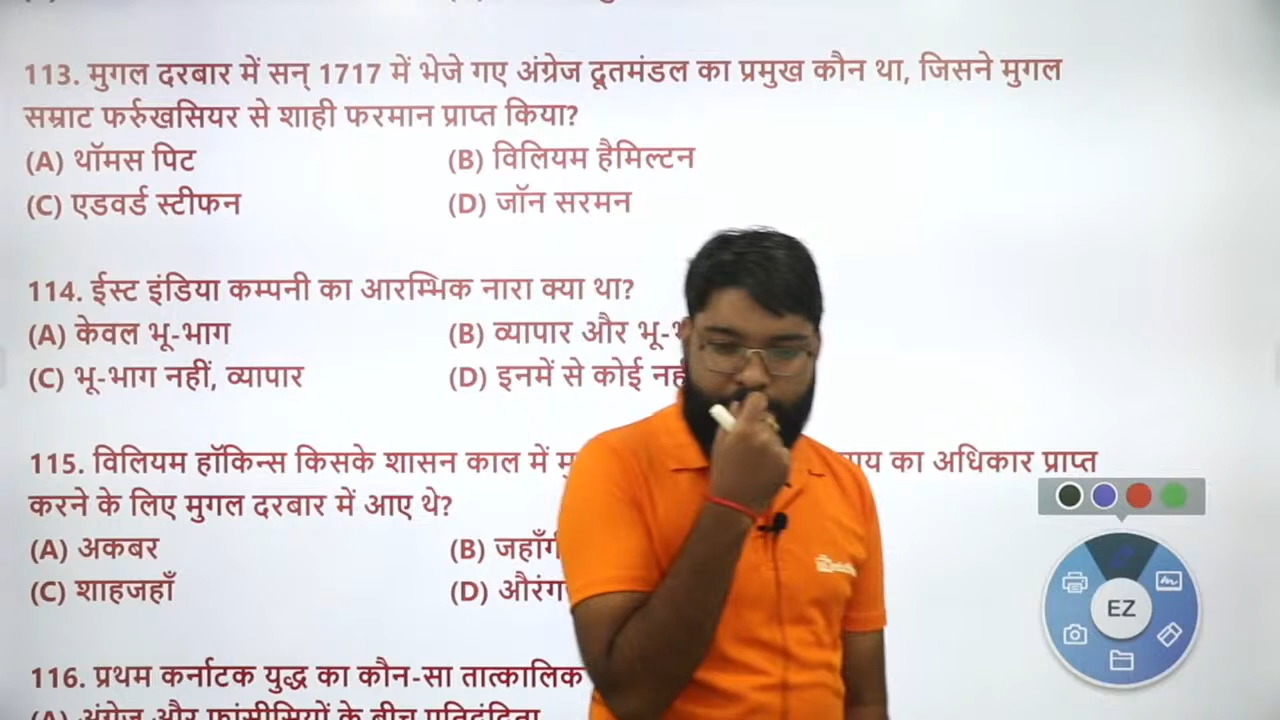 113. मुगल दरबार में सन् 1717 में भेजे गए अंग्रेज दूतमंडल का प्रमुख कौन था, जिसने मुगल
सम्राट फर्रुखसियर से शाही फरमान प्राप्त किया?
(A) थॉमस पिट (B) विलियम हैमिल्टन
(C) एडवर्ड स्टीफन (D) जॉन सरमन
114. ईस्ट इंडिया कम्पनी का आरम्भिक नारा क्या था?
(A) केवल भू-भाग (B) व्यापार और
(C) भू-भाग नहीं, व्यापार (D) इनमें से कोई
115. विलियम हॉकिन्स किसके शासन काल में का अधिकार प्राप्त
करने के लिए मुगल दरबार में आए थे?
(A) अकबर (B)
(C) शाहजहाँ (D)
EZ
116. प्रथम कर्नाटक युद्ध का कौन-सा तात्कालिक
(A) अंग्रेज और फ्रांसीसियों के बीच प्रतिद्वंद्विता